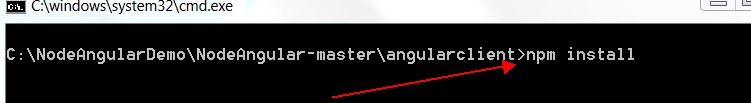 C:\windows\system32\cmd.exe
C:\NodeAngularDemo\NodeAngular-master\angularclient>npm install